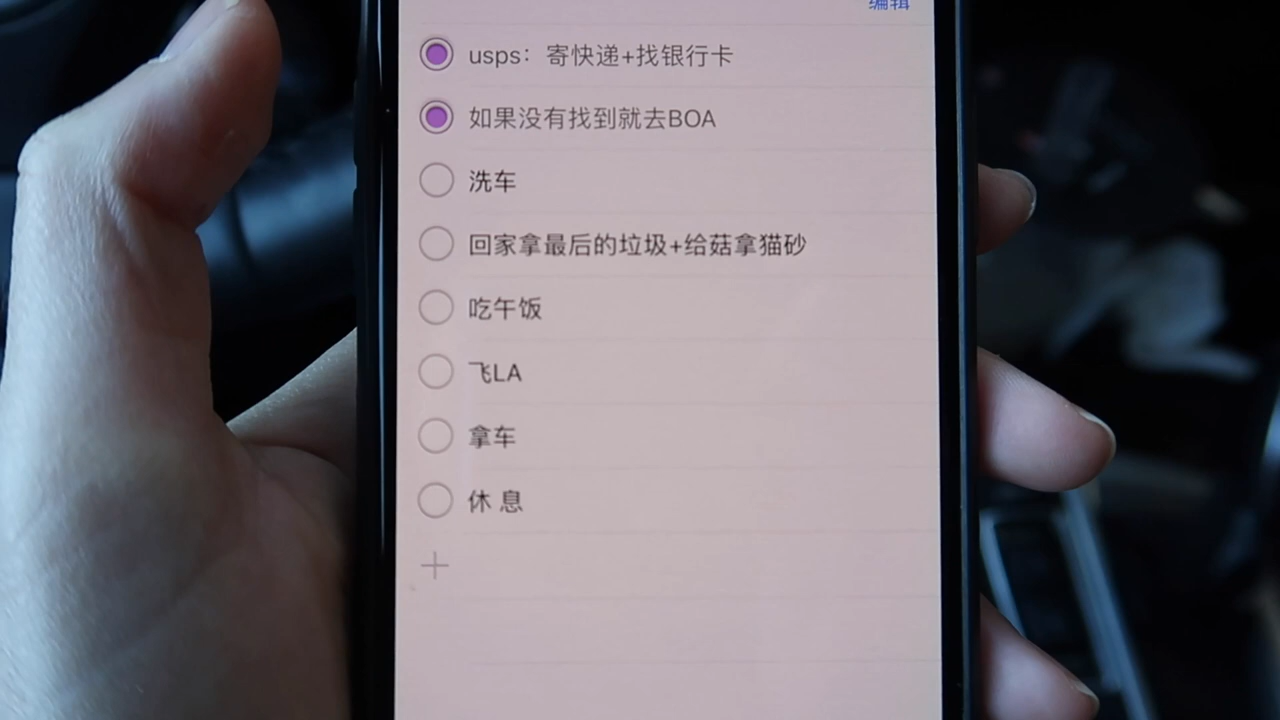 编辑
usps：寄快递+找银行卡
如果没有找到就去BOA
洗车
回家拿最后的垃圾+给菇拿猫砂
吃午饭
飞LA
拿车
休 息